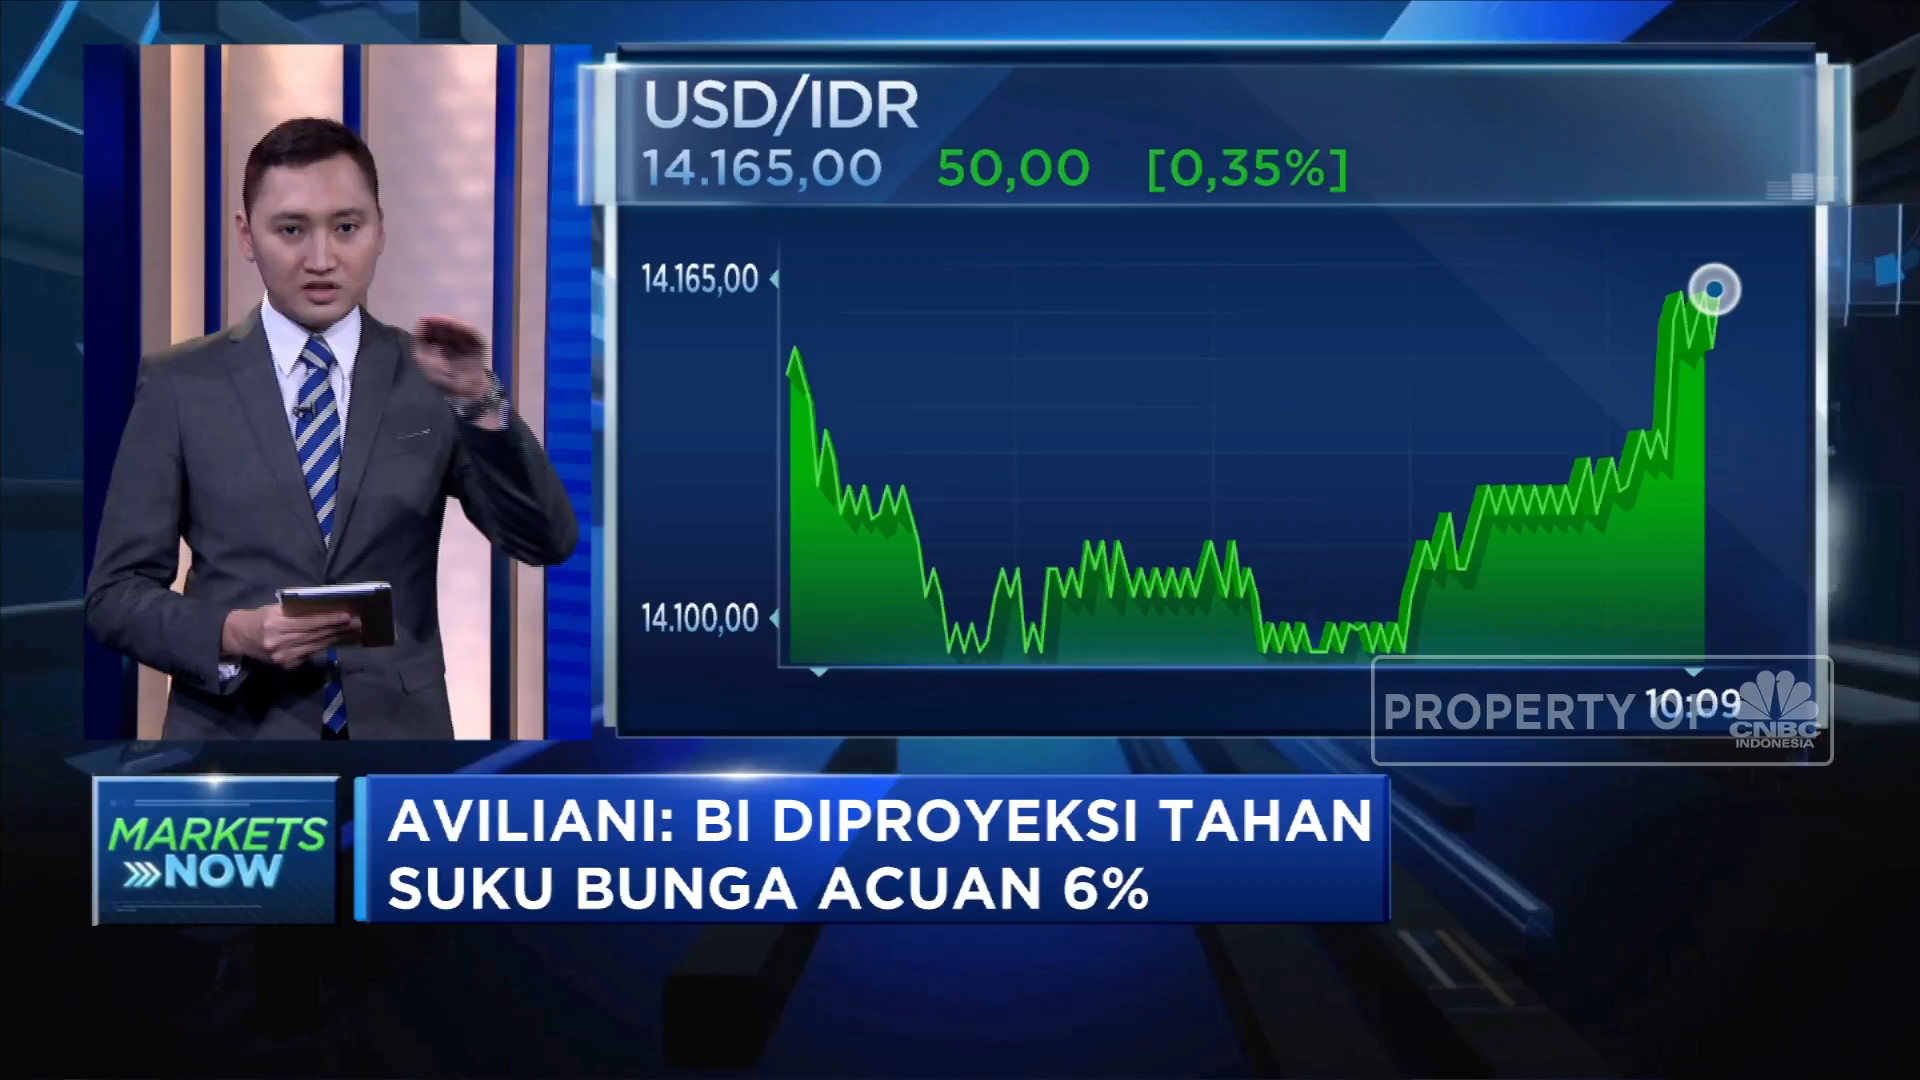 USD/IDR
14.165,00 50,00 [0,35%]
14.165,00
14.100,00
10:09
PROPERTY OF CNBC INDONESIA
MARKETS NOW
AVILIANI: BI DIPROYEKSI TAHAN
SUKU BUNGA ACUAN 6%